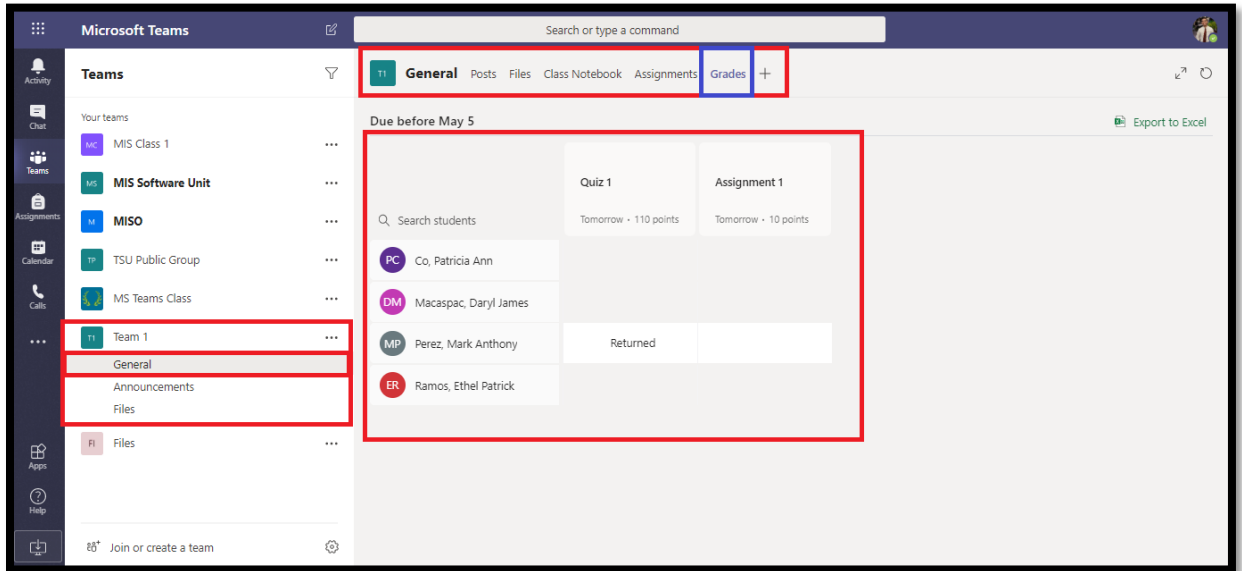 Microsoft Teams
Search or type a command
Activity
Chat
Teams
Assignments
Calendar
Calls
Apps
Help
Teams
Your teams
MC MIS Class 1
MS MIS Software Unit
M MISO
TP TSU Public Group
MS Teams Class
T1 Team 1
General
Announcements
Files
FI Files
Join or create a team
T1 General Posts Files Class Notebook Assignments Grades
Due before May 5
Export to Excel
Quiz 1 Assignment 1
Search students Tomorrow • 110 points Tomorrow • 10 points
PC Co, Patricia Ann
DM Macaspac, Daryl James
MP Perez, Mark Anthony Returned
ER Ramos, Ethel Patrick